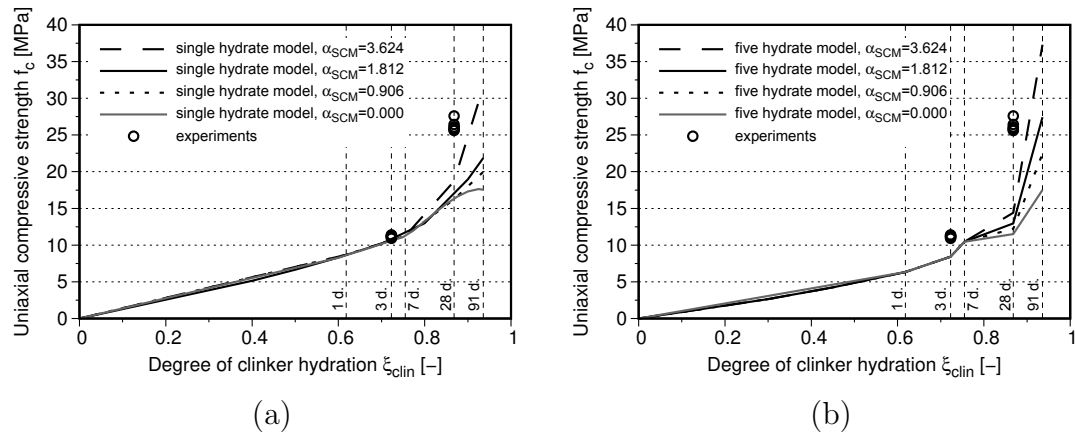 40
35
30
25
20
15
10
5
0
Uniaxial compressive strength f_c [MPa]
single hydrate model, α_SCM=3.624
single hydrate model, α_SCM=1.812
single hydrate model, α_SCM=0.906
single hydrate model, α_SCM=0.000
experiments
1 d.
3 d.
7 d.
28 d.
91 d.
0 0.2 0.4 0.6 0.8 1
Degree of clinker hydration ξ_clin [–]
(a)
40
35
30
25
20
15
10
5
0
Uniaxial compressive strength f_c [MPa]
five hydrate model, α_SCM=3.624
five hydrate model, α_SCM=1.812
five hydrate model, α_SCM=0.906
five hydrate model, α_SCM=0.000
experiments
1 d.
3 d.
7 d.
28 d.
91 d.
0 0.2 0.4 0.6 0.8 1
Degree of clinker hydration ξ_clin [–]
(b)